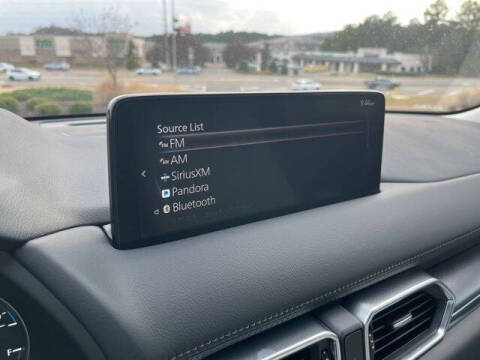 Source List
FM
AM
SiriusXM
Pandora
Bluetooth